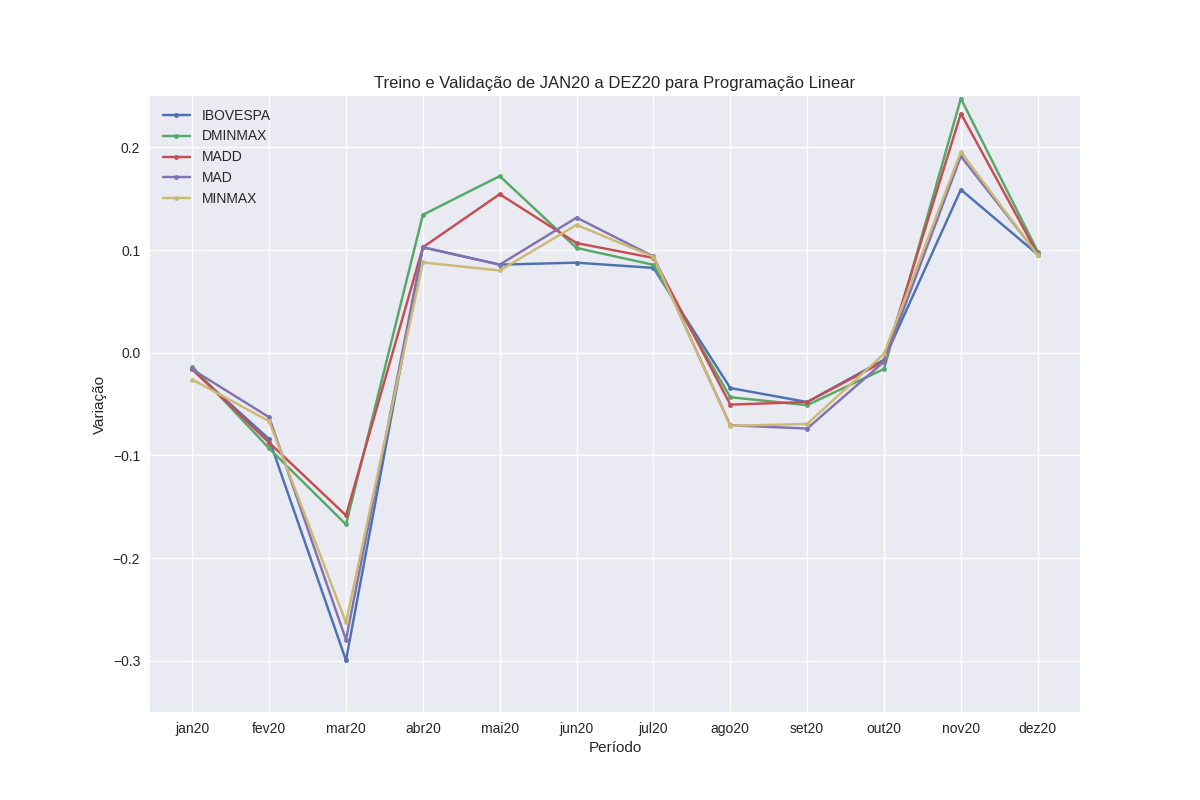 Treino e Validação de JAN20 a DEZ20 para Programação Linear
IBOVESPA
DMINMAX
MADD
MAD
MINMAX
0.2
0.1
0.0
−0.1
−0.2
−0.3
Variação
jan20 fev20 mar20 abr20 mai20 jun20 jul20 ago20 set20 out20 nov20 dez20
Período